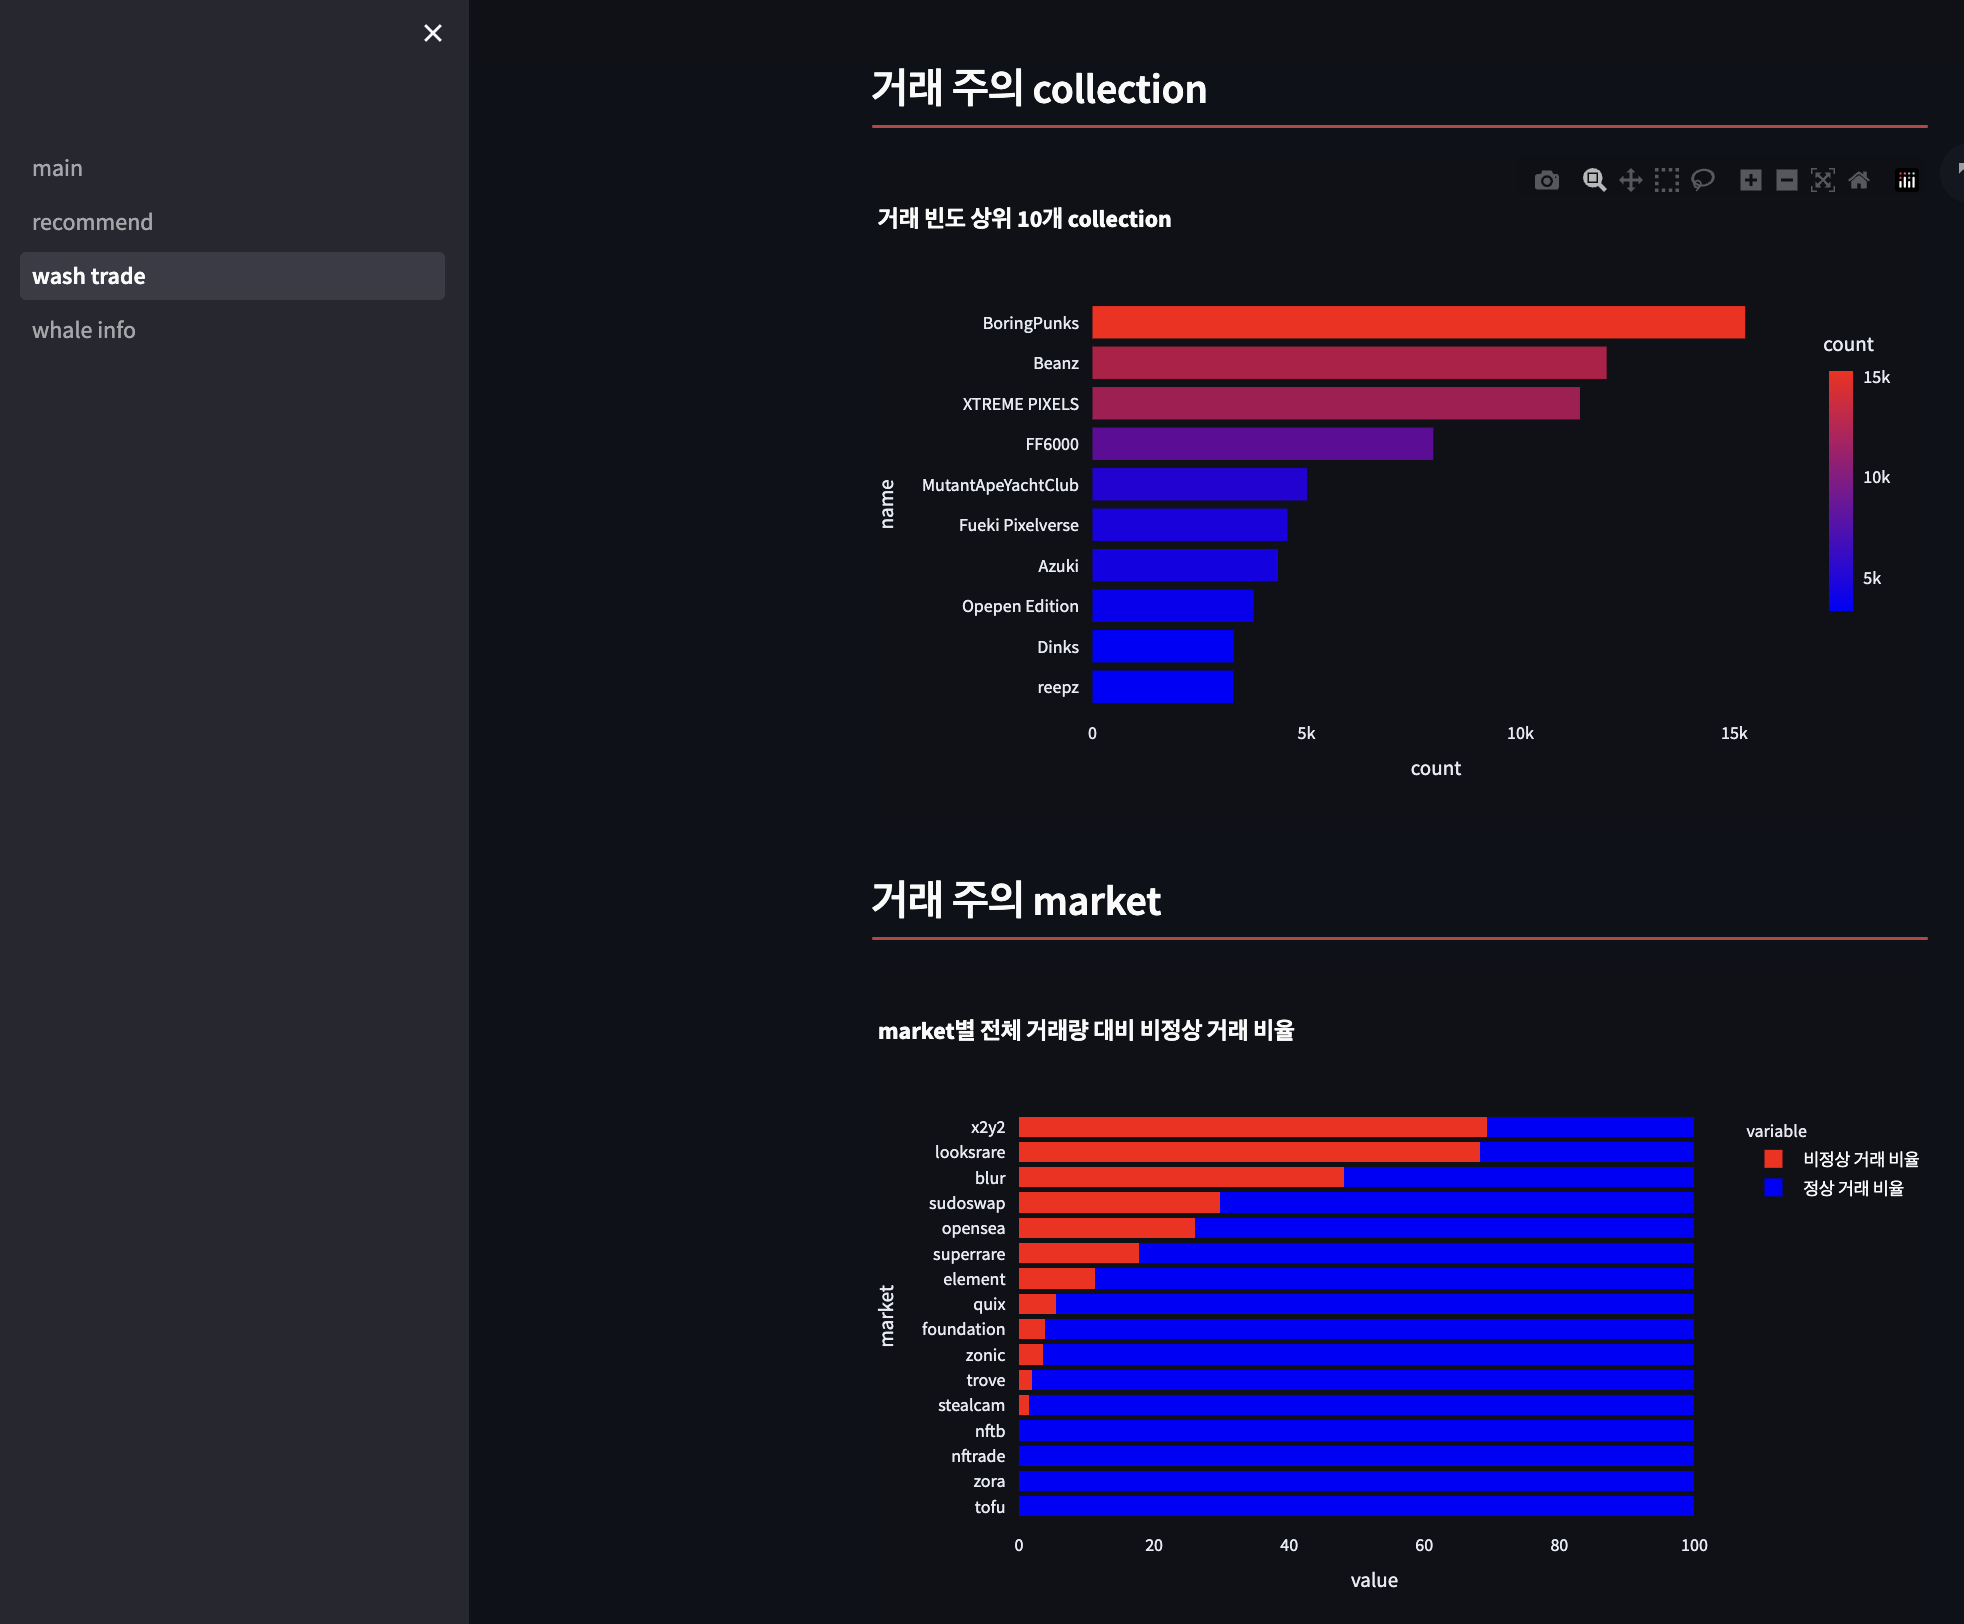 main
recommend
wash trade
whale info
거래 주의 collection
거래 빈도 상위 10개 collection
name
BoringPunks
Beanz
XTREME PIXELS
FF6000
MutantApeYachtClub
Fueki Pixelverse
Azuki
Opepen Edition
Dinks
reepz
0 5k 10k 15k
count
count
15k
10k
5k
거래 주의 market
market별 전체 거래량 대비 비정상 거래 비율
market
x2y2
looksrare
blur
sudoswap
opensea
superrare
element
quix
foundation
zonic
trove
stealcam
nftb
nftrade
zora
tofu
0 20 40 60 80 100
value
variable
비정상 거래 비율
정상 거래 비율